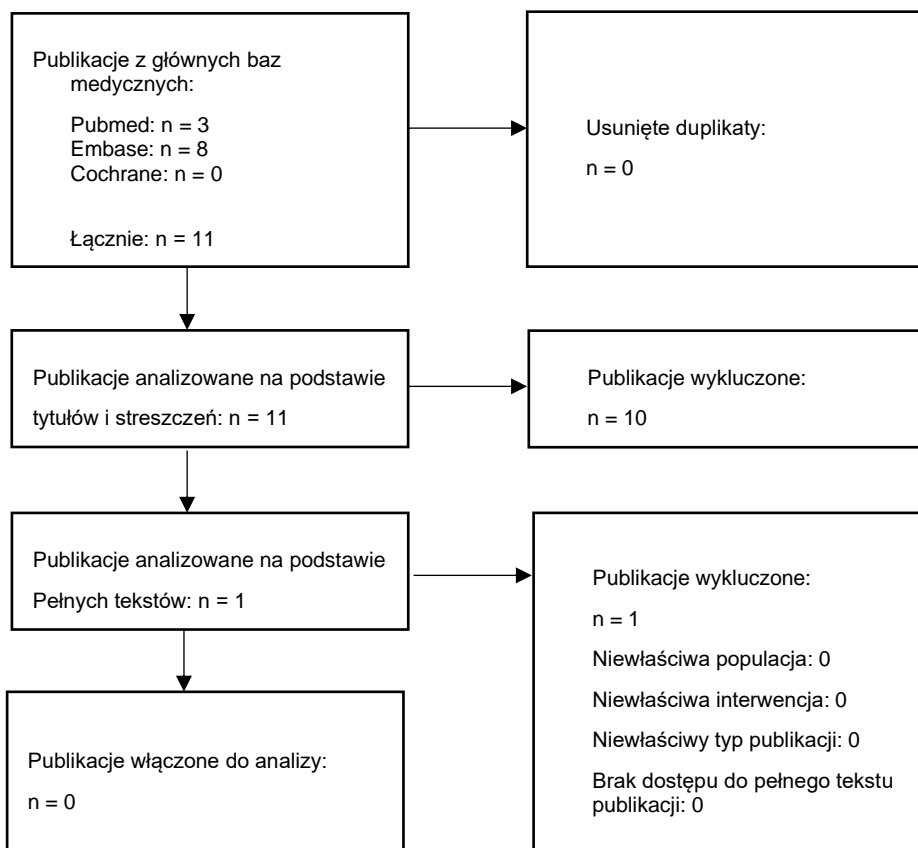 Publikacje z głównych baz
medycznych:
Pubmed: n = 3
Embase: n = 8
Cochrane: n = 0
Łącznie: n = 11
Usunięte duplikaty:
n = 0
Publikacje analizowane na podstawie
tytułów i streszczeń: n = 11
Publikacje wykluczone:
n = 10
Publikacje analizowane na podstawie
Pełnych tekstów: n = 1
Publikacje wykluczone:
n = 1
Niewłaściwa populacja: 0
Niewłaściwa interwencja: 0
Niewłaściwy typ publikacji: 0
Brak dostępu do pełnego tekstu
publikacji: 0
Publikacje włączone do analizy:
n = 0